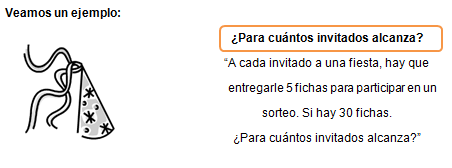 Veamos un ejemplo:
¿Para cuántos invitados alcanza?
“A cada invitado a una fiesta, hay que
entregarle 5 fichas para participar en un
sorteo. Si hay 30 fichas.
¿Para cuántos invitados alcanza?”